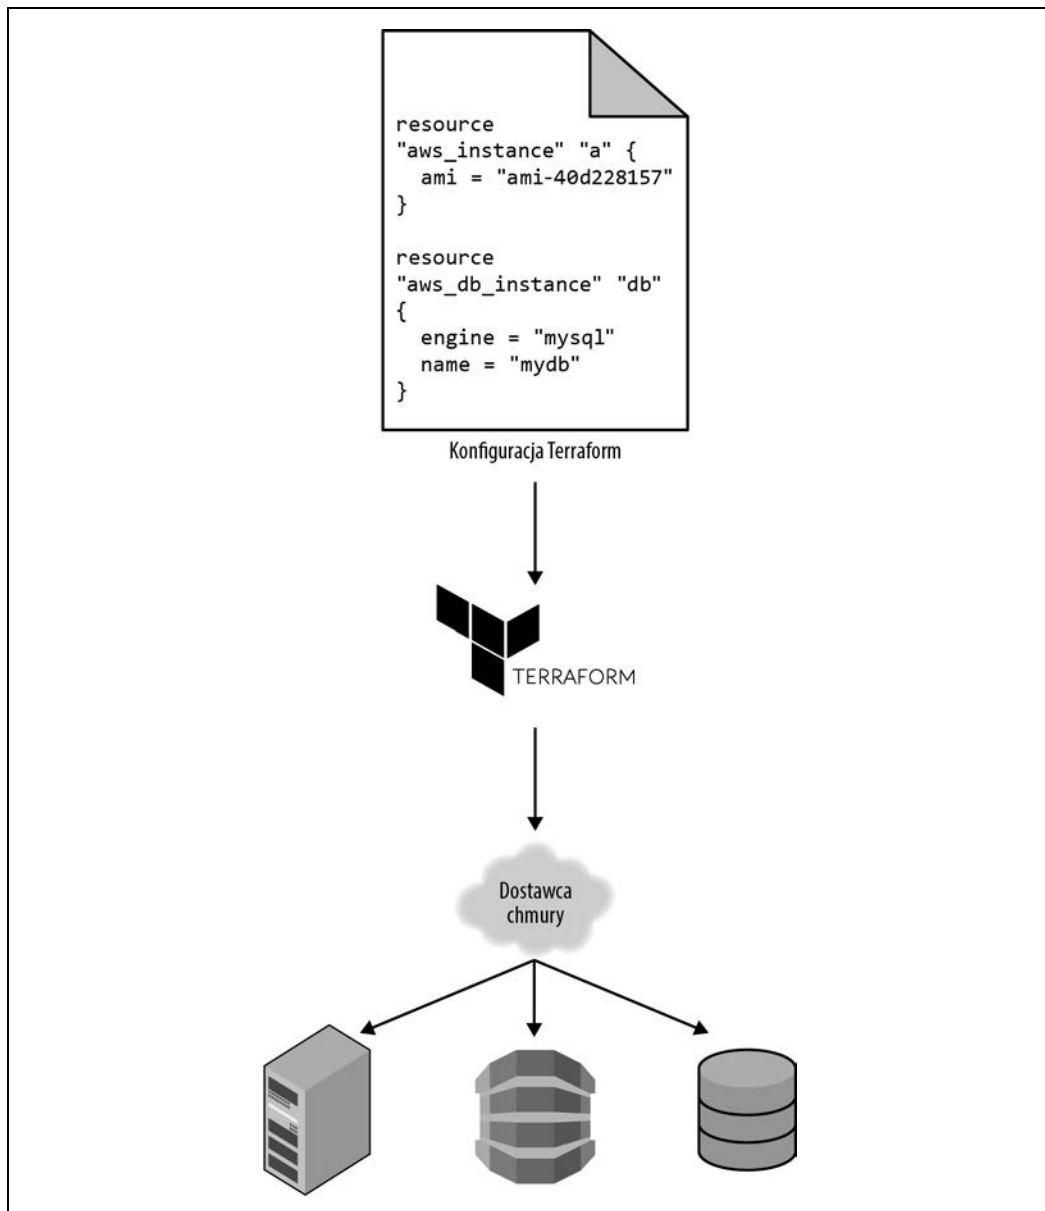 resource
"aws_instance" "a" {
  ami = "ami-40d228157"
}
resource
"aws_db_instance" "db"
{
  engine = "mysql"
  name = "mydb"
}
Konfiguracja Terraform
TERRAFORM
Dostawca
chmury